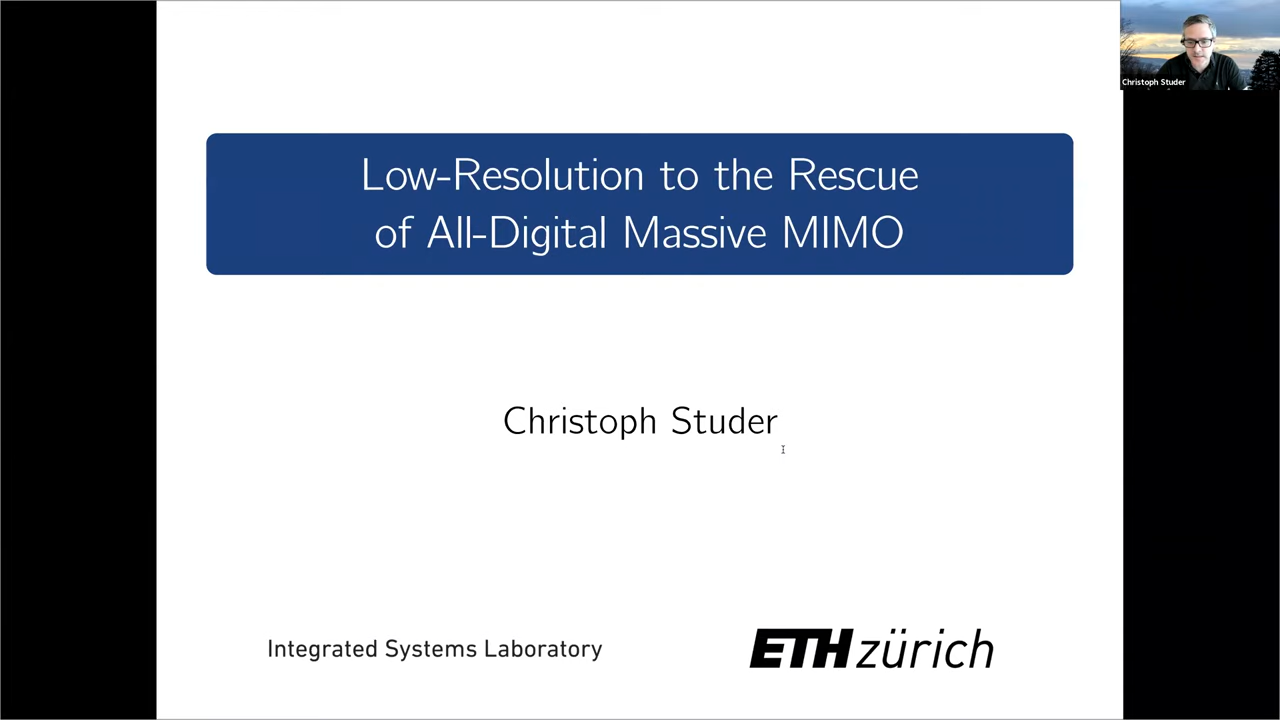 Christoph Studer
Low-Resolution to the Rescue
of All-Digital Massive MIMO
Christoph Studer
Integrated Systems Laboratory
ETH zürich